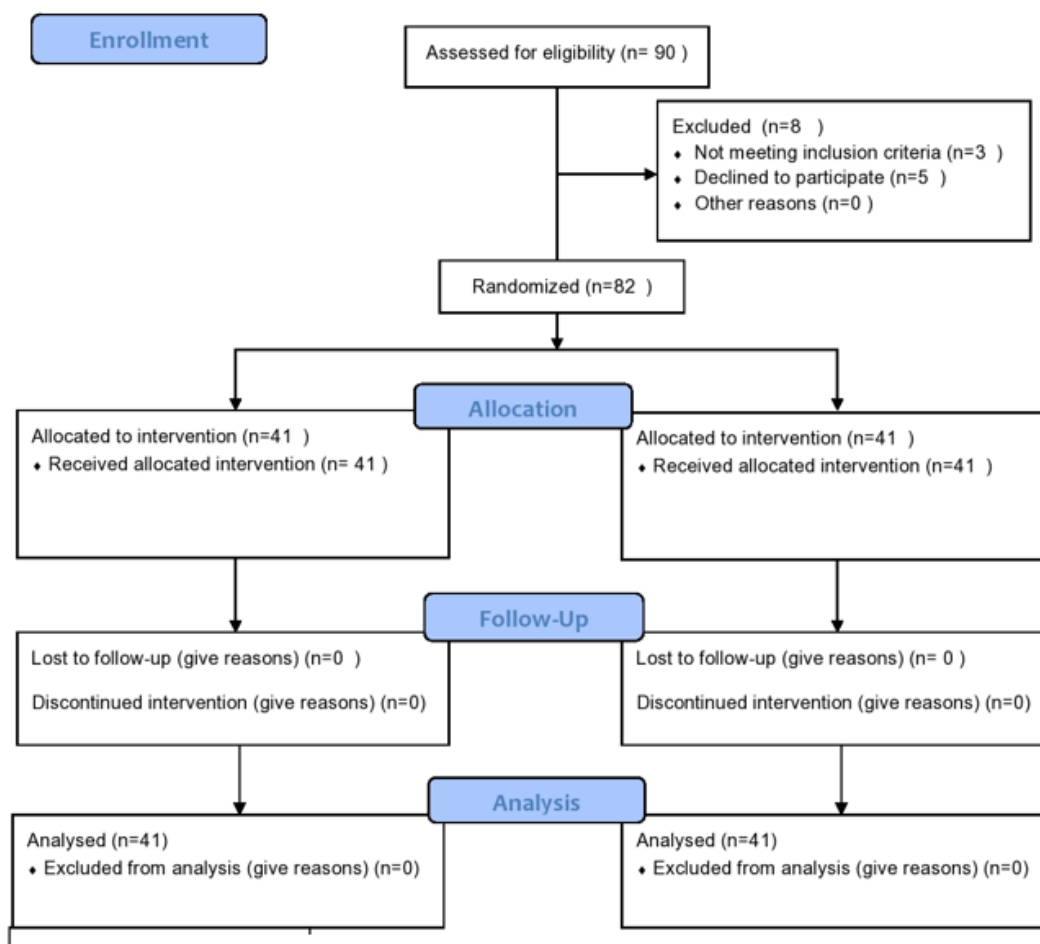 Enrollment
Assessed for eligibility (n= 90 )
Excluded (n=8 )
♦ Not meeting inclusion criteria (n=3 )
♦ Declined to participate (n=5 )
♦ Other reasons (n=0 )
Randomized (n=82 )
Allocation
Allocated to intervention (n=41 )
♦ Received allocated intervention (n= 41 )
Allocated to intervention (n=41 )
♦ Received allocated intervention (n=41 )
Follow-Up
Lost to follow-up (give reasons) (n=0 )
Discontinued intervention (give reasons) (n=0)
Lost to follow-up (give reasons) (n= 0 )
Discontinued intervention (give reasons) (n=0)
Analysis
Analysed (n=41)
♦ Excluded from analysis (give reasons) (n=0)
Analysed (n=41)
♦ Excluded from analysis (give reasons) (n=0)